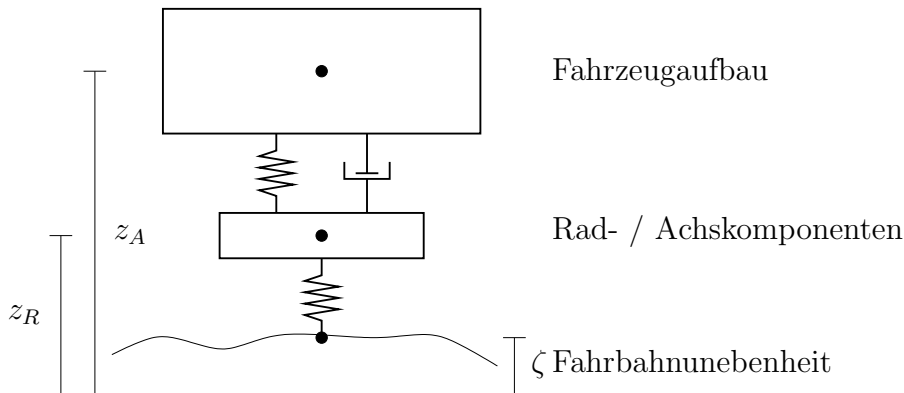 Fahrzeugaufbau
z_A
Rad- / Achskomponenten
z_R
ζ Fahrbahnunebenheit